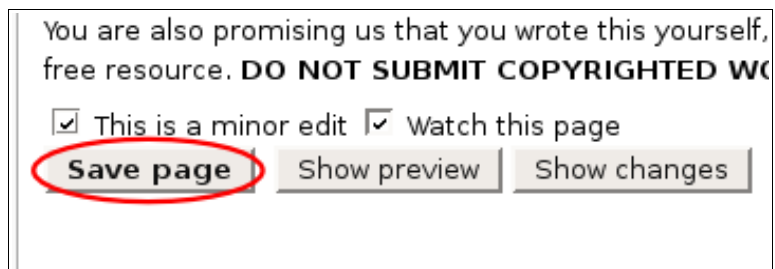 You are also promising us that you wrote this yourself,
free resource. DO NOT SUBMIT COPYRIGHTED
This is a minor edit Watch this page
Save page Show preview Show changes